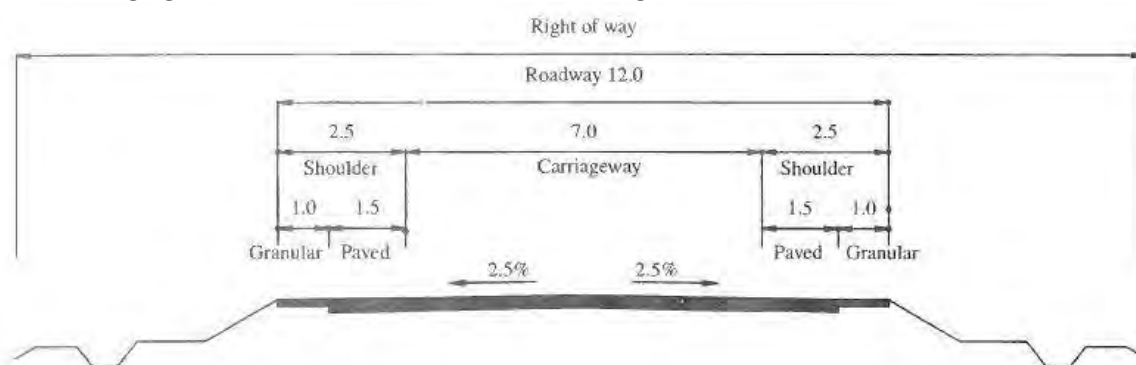 Right of way
Roadway 12.0
2.5 7.0 2.5
Shoulder Carriageway Shoulder
1.0 1.5 1.5 1.0
Granular Paved Paved Granular
2.5% 2.5%